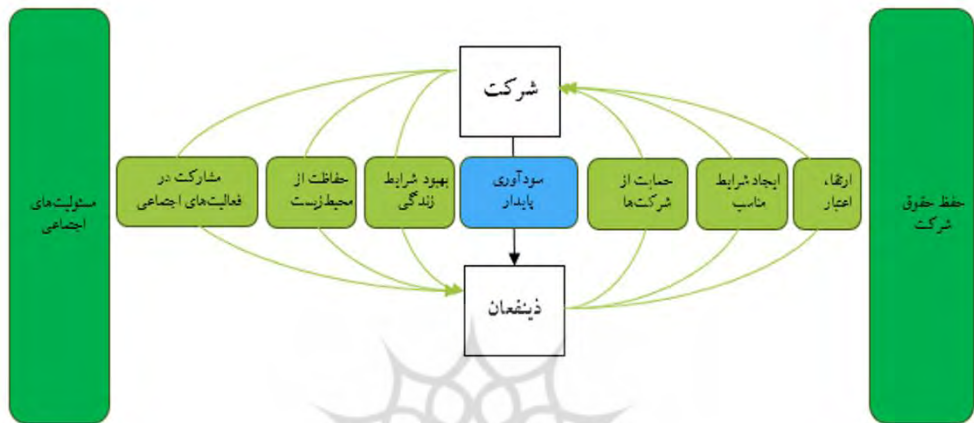 شرکت
ارتقاء
اعتبار
ایجاد شرایط
مناسب
حمایت از
شرکت‌ها
سودآوری
پایدار
بهبود شرایط
زندگی
حفاظت از
محیط‌زیست
مشارکت در
فعالیت‌های اجتماعی
حفظ حقوق
شرکت
مسئولیت‌های
اجتماعی
ذینفعان